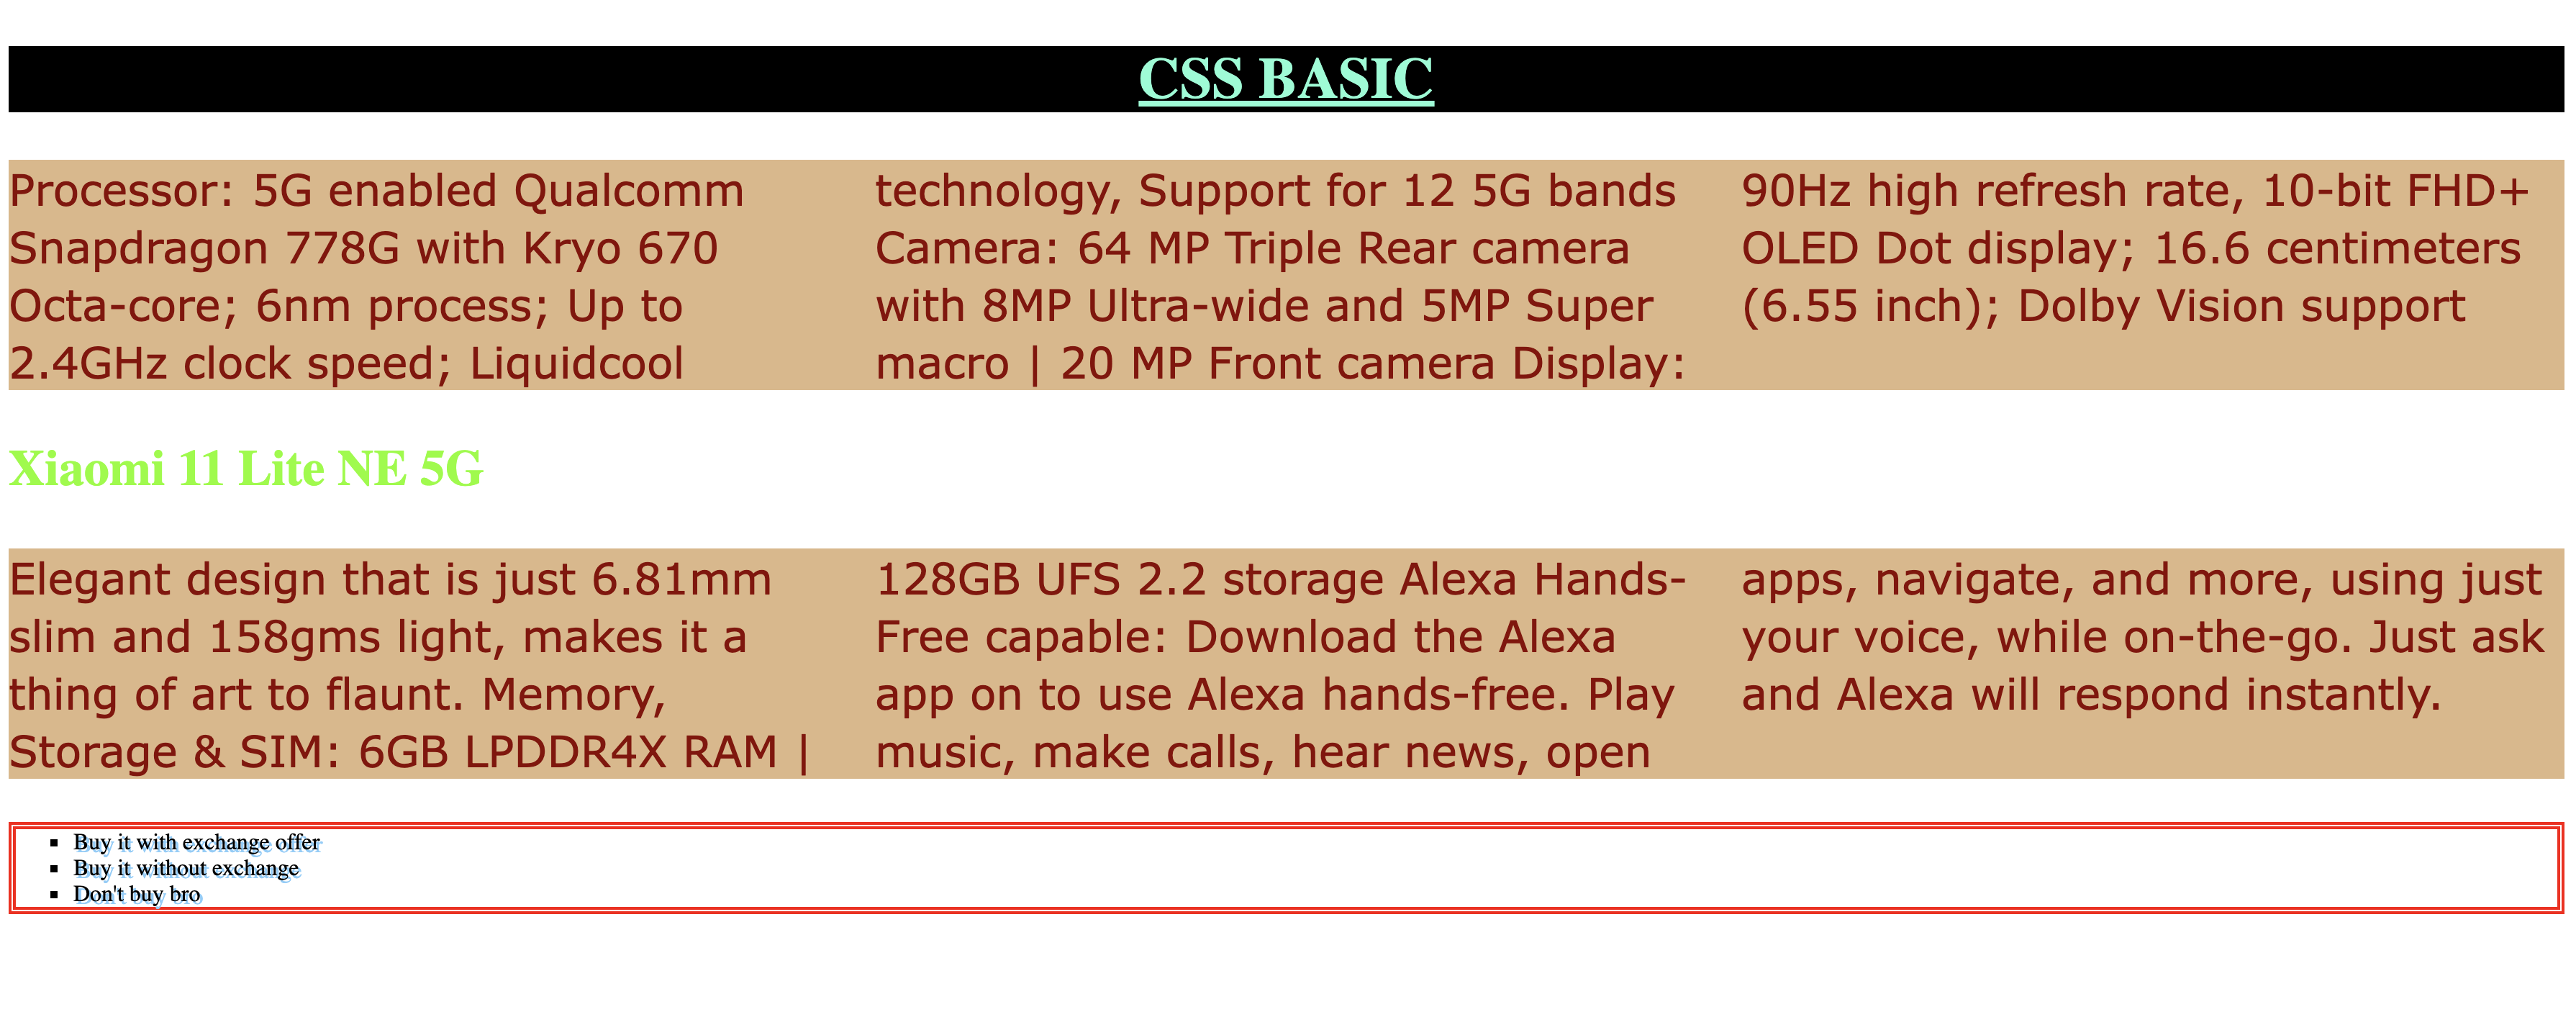 CSS BASIC
Processor: 5G enabled Qualcomm
Snapdragon 778G with Kryo 670
Octa-core; 6nm process; Up to
2.4GHz clock speed; Liquidcool
technology, Support for 12 5G bands
Camera: 64 MP Triple Rear camera
with 8MP Ultra-wide and 5MP Super
macro | 20 MP Front camera Display:
90Hz high refresh rate, 10-bit FHD+
OLED Dot display; 16.6 centimeters
(6.55 inch); Dolby Vision support
Xiaomi 11 Lite NE 5G
Elegant design that is just 6.81mm
slim and 158gms light, makes it a
thing of art to flaunt. Memory,
Storage & SIM: 6GB LPDDR4X RAM |
128GB UFS 2.2 storage Alexa Hands-
Free capable: Download the Alexa
app on to use Alexa hands-free. Play
music, make calls, hear news, open
apps, navigate, and more, using just
your voice, while on-the-go. Just ask
and Alexa will respond instantly.
Buy it with exchange offer
Buy it without exchange
Don't buy bro